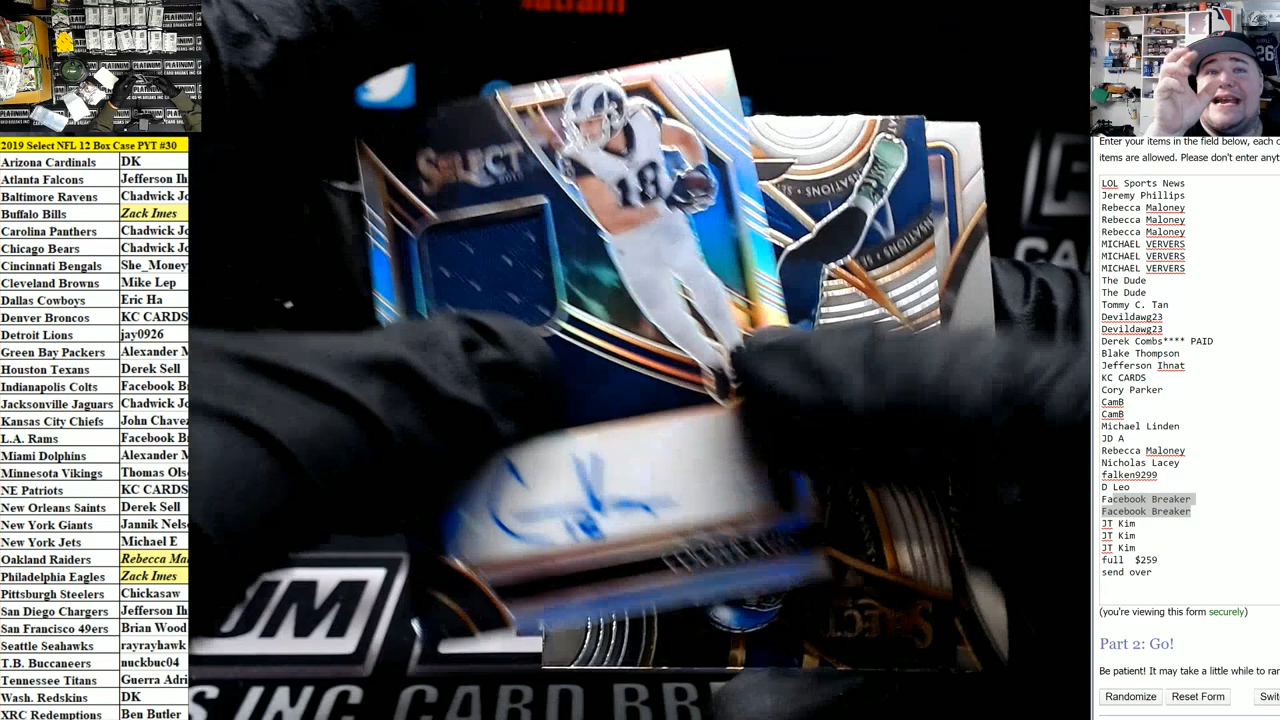 2019 Select NFL 12 Box Case PYT #30
Arizona Cardinals DK
Atlanta Falcons Jefferson Ih
Baltimore Ravens Chadwick Jo
Buffalo Bills Zack Imes
Carolina Panthers Chadwick Jo
Chicago Bears Chadwick Jo
Cincinnati Bengals She_Money
Cleveland Browns Mike Lep
Dallas Cowboys Eric Ha
Denver Broncos KC CARDS
Detroit Lions jay0926
Green Bay Packers Alexander M
Houston Texans Derek Sell
Indianapolis Colts Facebook B
Jacksonville Jaguars Chadwick Jo
Kansas City Chiefs John Chavez
L.A. Rams Facebook B
Miami Dolphins Alexander M
Minnesota Vikings Thomas Ols
NE Patriots KC CARDS
New Orleans Saints Derek Sell
New York Giants Jannik Nels
New York Jets Michael E
Oakland Raiders Rebecca Ma
Philadelphia Eagles Zack Imes
Pittsburgh Steelers Chickasaw
San Diego Chargers Jefferson Ih
San Francisco 49ers Brian Wood
Seattle Seahawks rayrayhawk
T.B. Buccaneers nuckbuc04
Tennessee Titans Guerra Adri
Wash. Redskins DK
XRC Redemptions Ben Butler
SELECT
18
JM
S INC CARD BR
Enter your items in the field below, each o
items are allowed. Please don't enter anyt
LOL Sports News
Jeremy Phillips
Rebecca Maloney
Rebecca Maloney
Rebecca Maloney
MICHAEL VERVERS
MICHAEL VERVERS
MICHAEL VERVERS
The Dude
The Dude
Tommy C. Tan
Devildawg23
Devildawg23
Derek Combs**** PAID
Blake Thompson
Jefferson Ihnat
KC CARDS
Cory Parker
CamB
CamB
Michael Linden
JD A
Rebecca Maloney
Nicholas Lacey
falken9299
D Leo
Facebook Breaker
Facebook Breaker
JT Kim
JT Kim
JT Kim
full $259
send over
(you're viewing this form securely)
Part 2: Go!
Be patient! It may take a little while to ran
Randomize Reset Form Swit